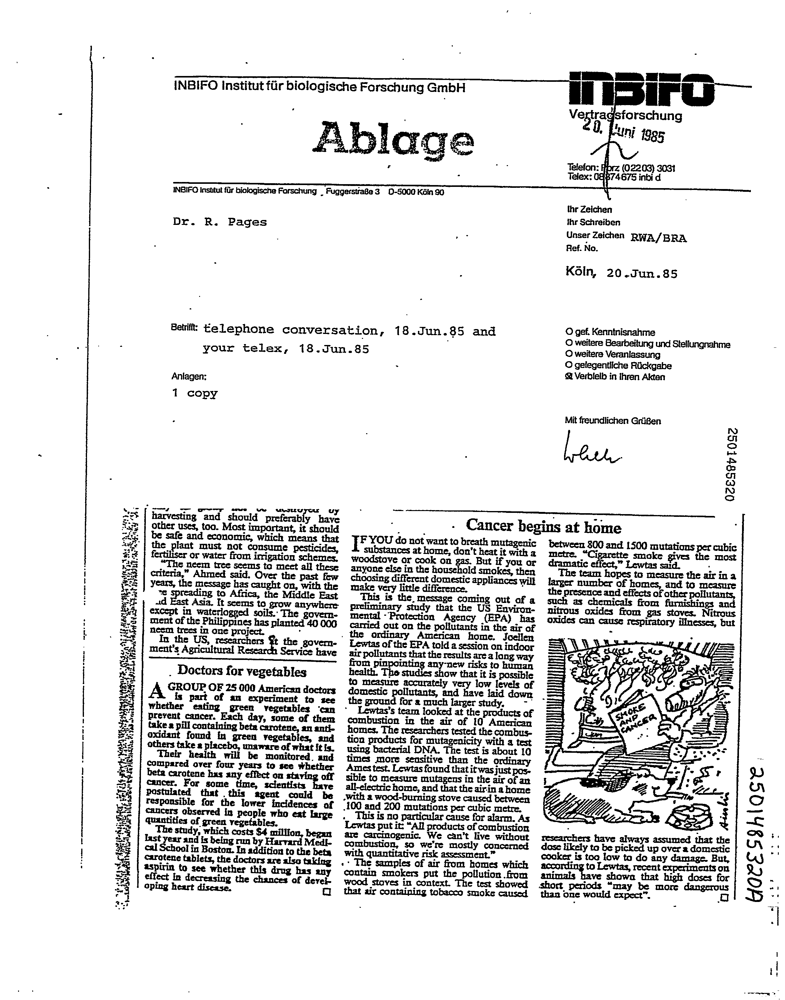 INBIFO Institut für biologische Forschung GmbH
INBIFO
Vertragsforschung
20. Juni 1985
Ablage
Telefon: Porz (02203) 3031
Telex: 08874675 inbi d
INBIFO Institut für biologische Forschung Fuggerstraße 3 D-5000 Köln 90
Dr. R. Pages
Ihr Zeichen
Ihr Schreiben
Unser Zeichen RWA/BRA
Ref. No.
Köln, 20.Jun.85
Betrifft: telephone conversation, 18.Jun.85 and
your telex, 18.Jun.85
O gef. Kenntnisnahme
O weitere Bearbeitung und Stellungnahme
O weitere Veranlassung
O gelegentliche Rückgabe
Verbleib in Ihren Akten
Anlagen:
1 copy
Mit freundlichen Grüßen
2501485320
harvesting and should preferably have
other uses, too. Most important, it should
be safe and economic, which means that
the plant must not consume pesticides,
fertiliser or water from irrigation schemes.
"The neem tree seems to meet all these
criteria," Ahmed said. Over the past few
years, the message has caught on, with the
spreading to Africa, the Middle East
East Asia. It seems to grow anywhere
except in waterlogged soils. The govern-
ment of the Philippines has planted 40 000
neem trees in one project.
In the US, researchers at the govern-
ment's Agricultural Research Service have
Doctors for vegetables
A GROUP OF 25 000 American doctors
is part of an experiment to see
whether eating green vegetables can
prevent cancer. Each day, some of them
take a pill containing beta carotene, an anti-
oxidant found in green vegetables, and
others take a placebo, unaware of what it is.
Their health will be monitored and
compared over four years to see whether
beta carotene has any effect on staving off
cancer. For some time, scientists have
postulated that this agent could be
responsible for the lower incidences of
cancers observed in people who eat large
quantities of green vegetables.
The study, which costs $4 million, began
last year and is being run by Harvard Medi-
cal School in Boston. In addition to the beta
carotene tablets, the doctors are also taking
aspirin to see whether this drug has any
effect in decreasing the chances of devel-
oping heart disease.
Cancer begins at home
IF YOU do not want to breath mutagenic
substances at home, don't heat it with a
woodstove or cook on gas. But if you or
anyone else in the household smokes, then
choosing different domestic appliances will
make very little difference.
This is the message coming out of a
preliminary study that the US Environ-
mental Protection Agency (EPA) has
carried out on the pollutants in the air of
the ordinary American home. Joellen
Lewtas of the EPA told a session on indoor
air pollutants that the results are a long way
from pinpointing any new risks to human
health. The studies show that it is possible
to measure accurately very low levels of
domestic pollutants, and have laid down
the ground for a much larger study.
Lewtas's team looked at the products of
combustion in the air of 10 American
homes. The researchers tested the combus-
tion products for mutagenicity with a test
using bacterial DNA. The test is about 10
times more sensitive than the ordinary
Ames test. Lewtas found that it was just pos-
sible to measure mutagens in the air of an
all-electric home, and that the air in a home
with a wood-burning stove caused between
100 and 200 mutations per cubic metre.
This is no particular cause for alarm. As
Lewtas put it: "All products of combustion
are carcinogenic. We can't live without
combustion, so we're mostly concerned
with quantitative risk assessment."
The samples of air from homes which
contain smokers put the pollution from
wood stoves in context. The test showed
that air containing tobacco smoke caused
between 800 and 1500 mutations per cubic
metre. "Cigarette smoke gives the most
dramatic effect," Lewtas said.
The team hopes to measure the air in a
larger number of homes, and to measure
the presence and effects of other pollutants,
such as chemicals from furnishings and
nitrous oxides from gas stoves. Nitrous
oxides can cause respiratory illnesses, but
SMOKE
AND
CANCER
researchers have always assumed that the
dose likely to be picked up over a domestic
cooker is too low to do any damage. But,
according to Lewtas, recent experiments on
animals have shown that high doses for
short periods "may be more dangerous
than one would expect".
2501485320A